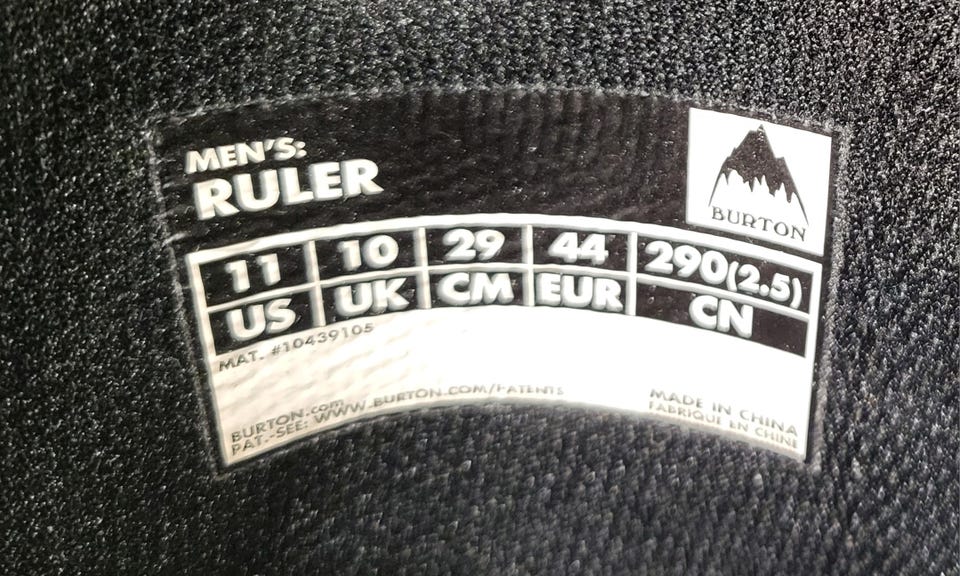 MEN'S:
RULER
BURTON
11 10 29 44 290(2.5)
US UK CM EUR CN
MAT. #10439105
BURTON.com
PAT.-SEE: WWW.BURTON.COM/PATENTS
MADE IN CHINA
FABRIQUÉ EN CHINE